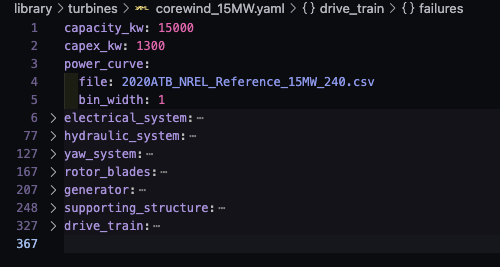 library > turbines > corewind_15MW.yaml > {} drive_train > {} failures
1 capacity_kw: 15000
2 capex_kw: 1300
3 power_curve:
4 file: 2020ATB_NREL_Reference_15MW_240.csv
5 bin_width: 1
6 > electrical_system:…
77 > hydraulic_system:…
127 > yaw_system:…
167 > rotor_blades:…
207 > generator:…
248 > supporting_structure:…
327 > drive_train:…
367